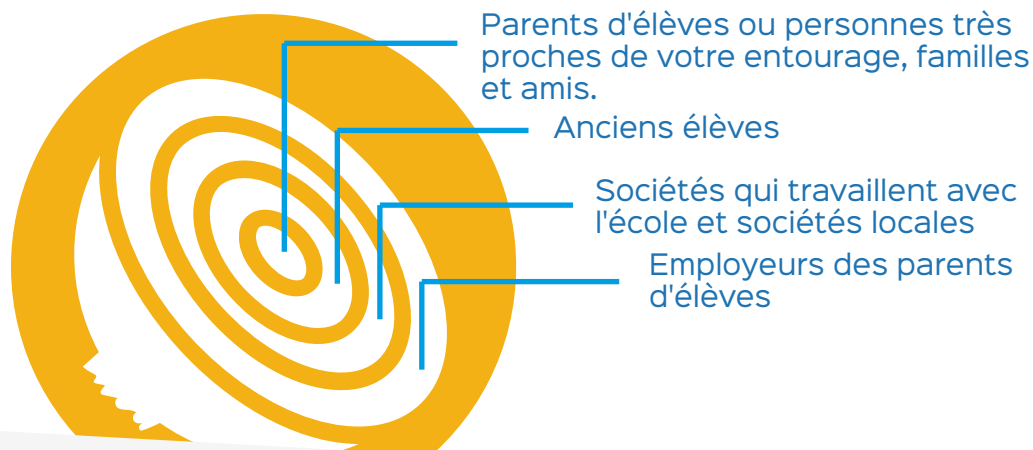 Parents d'élèves ou personnes très
proches de votre entourage, familles
et amis.
Anciens élèves
Sociétés qui travaillent avec
l'école et sociétés locales
Employeurs des parents
d'élèves